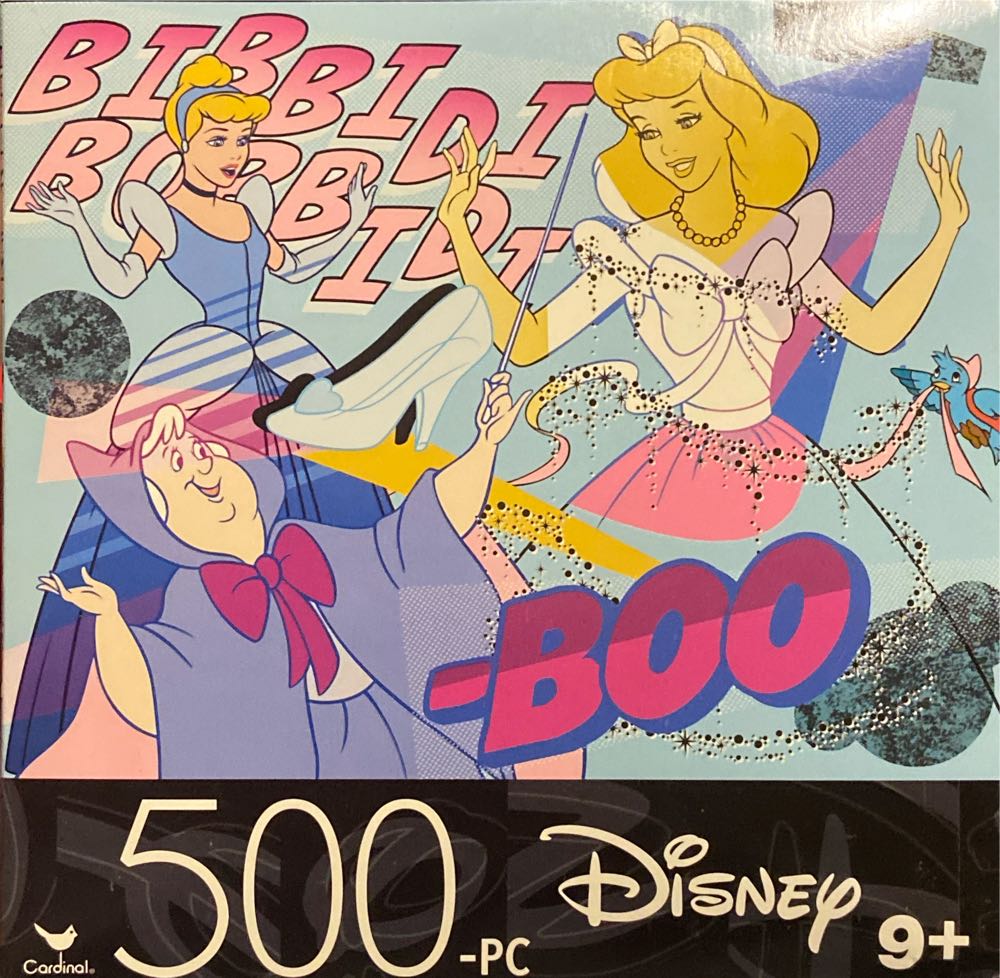 BIBBIDI
BOBBIDI
-BOO
Cardinal®
500-PC
DISNEY
9+